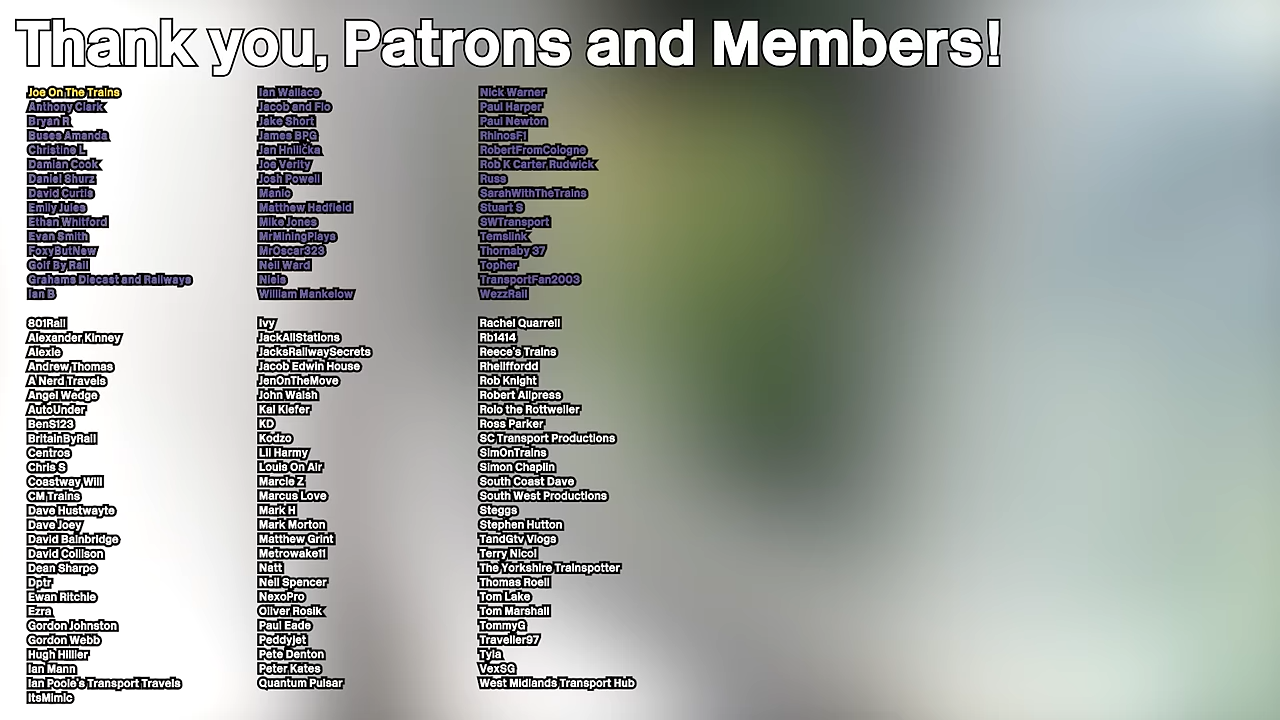 Thank you, Patrons and Members!
Joe On The Trains
Anthony Clark
Bryan R
Buses Amanda
Christine L
Damian Cook
Daniel Shurz
David Curtis
Emily Jules
Ethan Whitford
Evan Smith
FoxyButNew
Golf By Rail
Grahams Diecast and Railways
Ian B
Ian Wallace
Jacob and Flo
Jake Short
James BPG
Jan Hnilička
Joe Verity
Josh Powell
Manic
Matthew Hadfield
Mike Jones
MrMiningPlays
MrOscar323
Neil Ward
Niels
William Mankelow
Nick Warner
Paul Harper
Paul Newton
RhinosF1
RobertFromCologne
Rob K Carter Rudwick
Russ
SarahWithTheTrains
Stuart S
SWTransport
Temslink
Thornaby 37
Topher
TransportFan2003
WezzRail
801Rail
Alexander Kinney
Alexie
Andrew Thomas
A Nerd Travels
Angel Wedge
AutoUnder
BenS123
BritainByRail
Centros
Chris S
Coastway Will
CM Trains
Dave Hustwayte
Dave Joey
David Bainbridge
David Collison
Dean Sharpe
Dptr
Ewan Ritchie
Ezra
Gordon Johnston
Gordon Webb
Hugh Hillier
Ian Mann
Ian Poole's Transport Travels
ItsMimic
Ivy
JackAllStations
JacksRailwaySecrets
Jacob Edwin House
JenOnTheMove
John Walsh
Kai Kiefer
KD
Kodzo
Lil Harmy
Louis On Air
Marcie Z
Marcus Love
Mark H
Mark Morton
Matthew Grint
Metrowake11
Natt
Neil Spencer
NexoPro
Oliver Rosik
Paul Eade
Peddyjet
Pete Denton
Peter Kates
Quantum Pulsar
Rachel Quarrell
Rb1414
Reece's Trains
Rheliffordd
Rob Knight
Robert Allpress
Rolo the Rottweiler
Ross Parker
SC Transport Productions
SimOnTrains
Simon Chaplin
South Coast Dave
South West Productions
Steggs
Stephen Hutton
TandGtv Vlogs
Terry Nicol
The Yorkshire Trainspotter
Thomas Roell
Tom Lake
Tom Marshall
TommyG
Traveller97
Tyla
VexSG
West Midlands Transport Hub